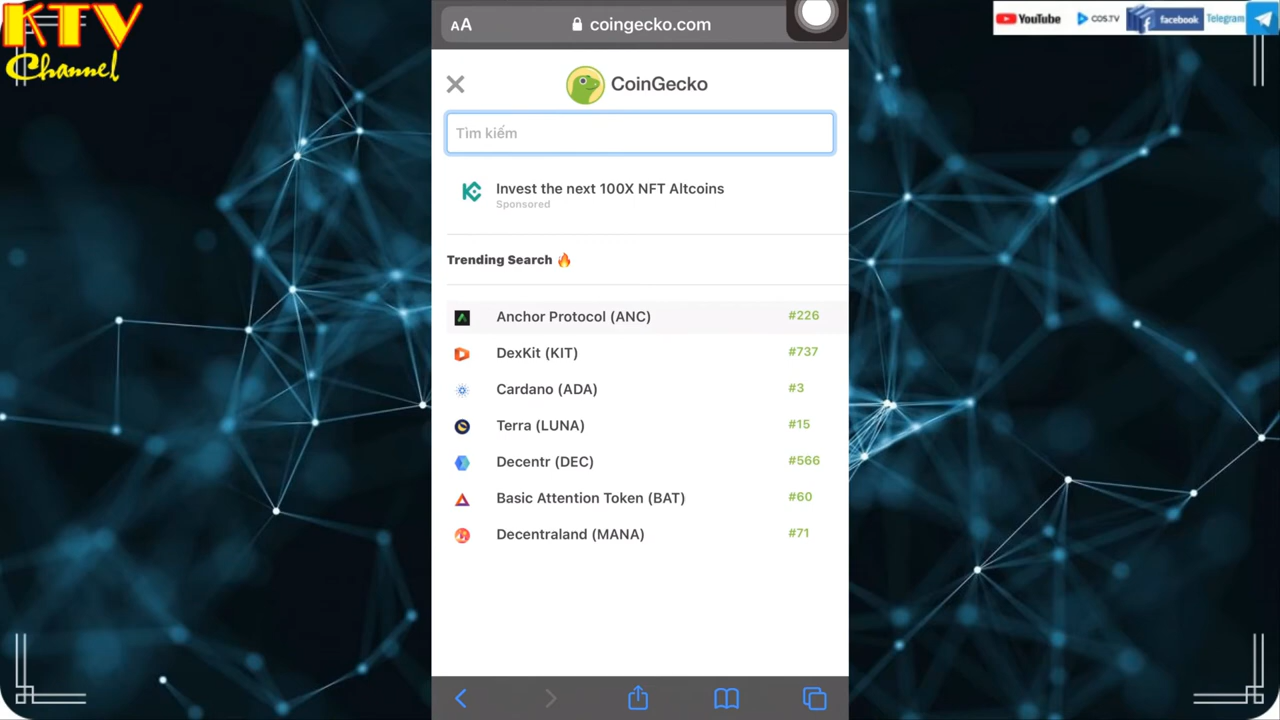 KTV
Channel
YouTube
COS.TV
facebook
Telegram
AA
coingecko.com
CoinGecko
Tìm kiếm
Invest the next 100X NFT Altcoins
Sponsored
Trending Search
Anchor Protocol (ANC) #226
DexKit (KIT) #737
Cardano (ADA) #3
Terra (LUNA) #15
Decentr (DEC) #566
Basic Attention Token (BAT) #60
Decentraland (MANA) #71